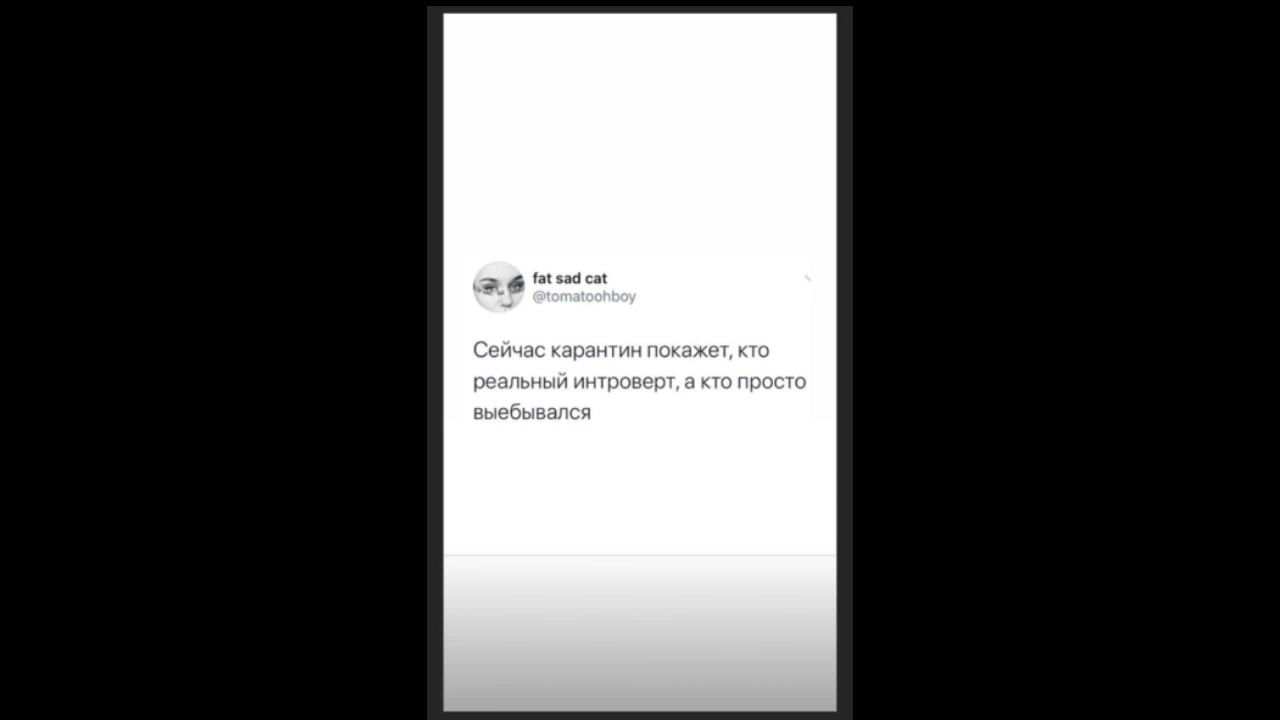 fat sad cat
@tomatoohboy
Сейчас карантин покажет, кто
реальный интроверт, а кто просто
выебывался